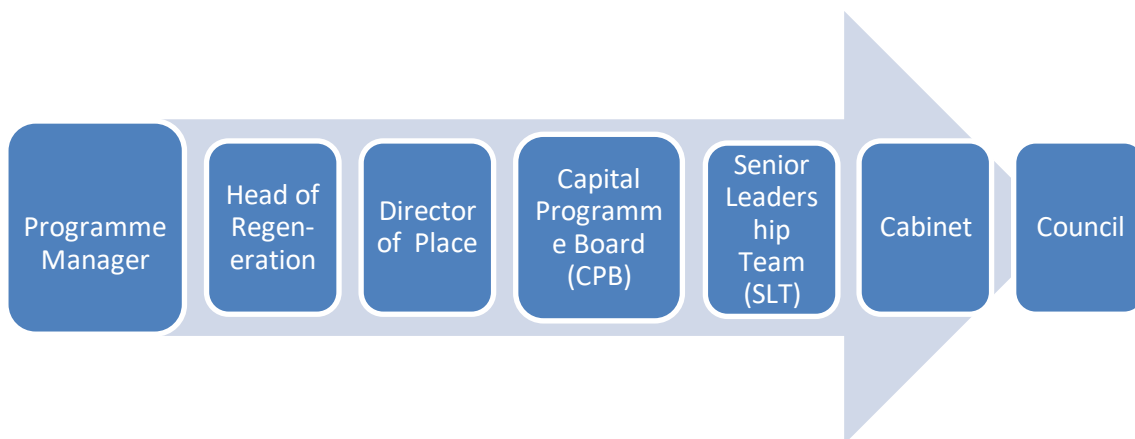 Programme
Manager
Head of
Regen-
eration
Director
of Place
Capital
Programm
e Board
(CPB)
Senior
Leaders
hip
Team
(SLT)
Cabinet
Council